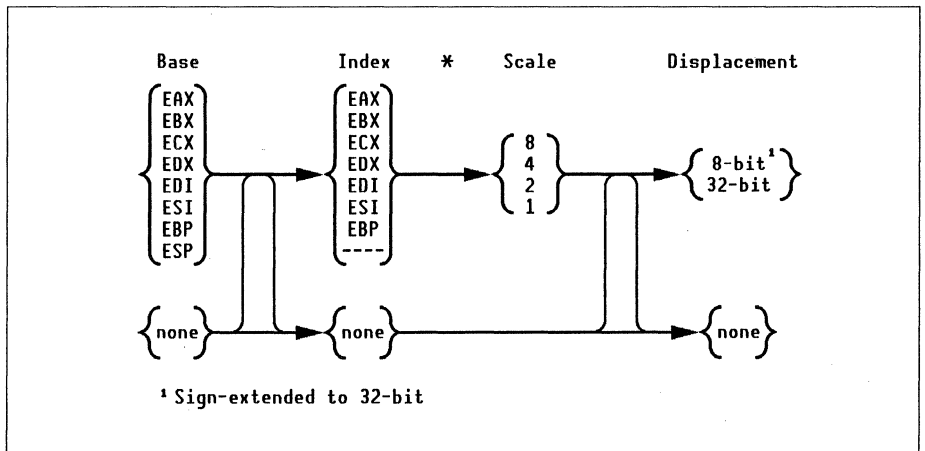 Base Index * Scale Displacement
EAX EAX
EBX EBX
ECX ECX 8
EDX EDX 4 8-bit¹
EDI EDI 2 32-bit
ESI ESI 1
EBP EBP
ESP ----
none none none
¹ Sign-extended to 32-bit